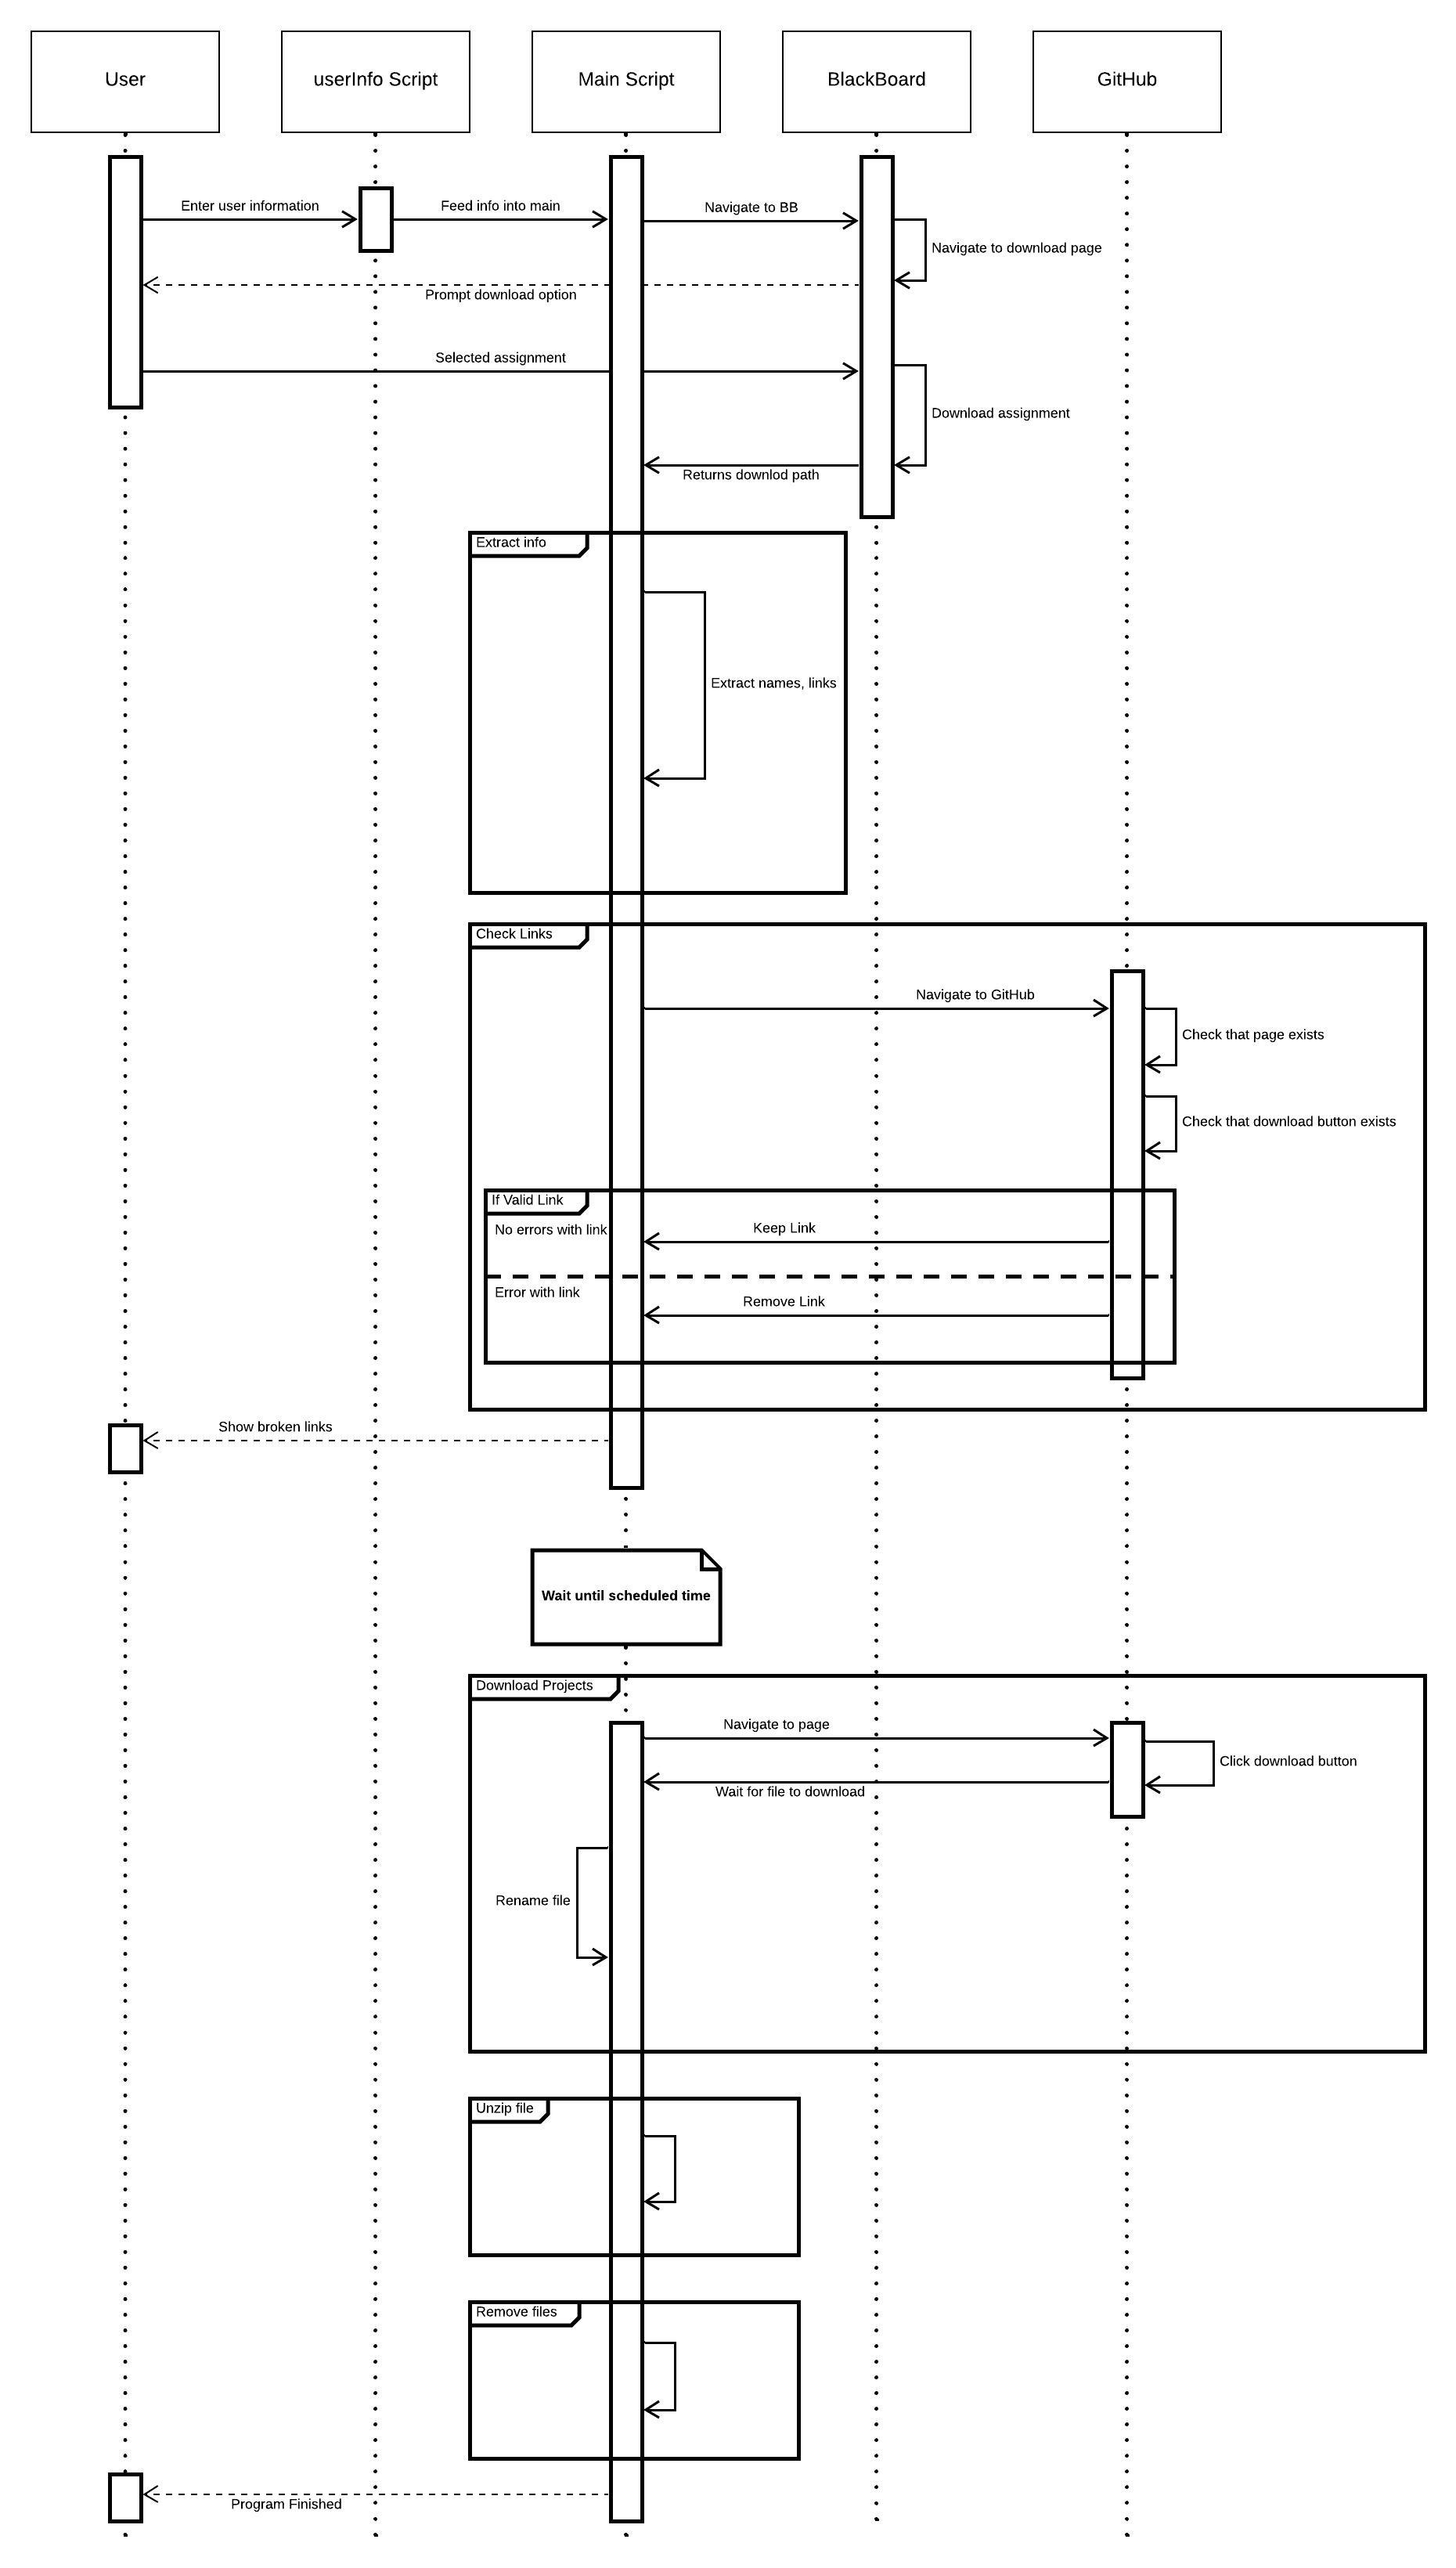 User
userInfo Script
Main Script
BlackBoard
GitHub
Enter user information
Feed info into main
Navigate to BB
Navigate to download page
Prompt download option
Selected assignment
Download assignment
Returns downlod path
Extract info
Extract names, links
Check Links
Navigate to GitHub
Check that page exists
Check that download button exists
If Valid Link
No errors with link
Keep Link
Error with link
Remove Link
Show broken links
Wait until scheduled time
Download Projects
Navigate to page
Click download button
Wait for file to download
Rename file
Unzip file
Remove files
Program Finished